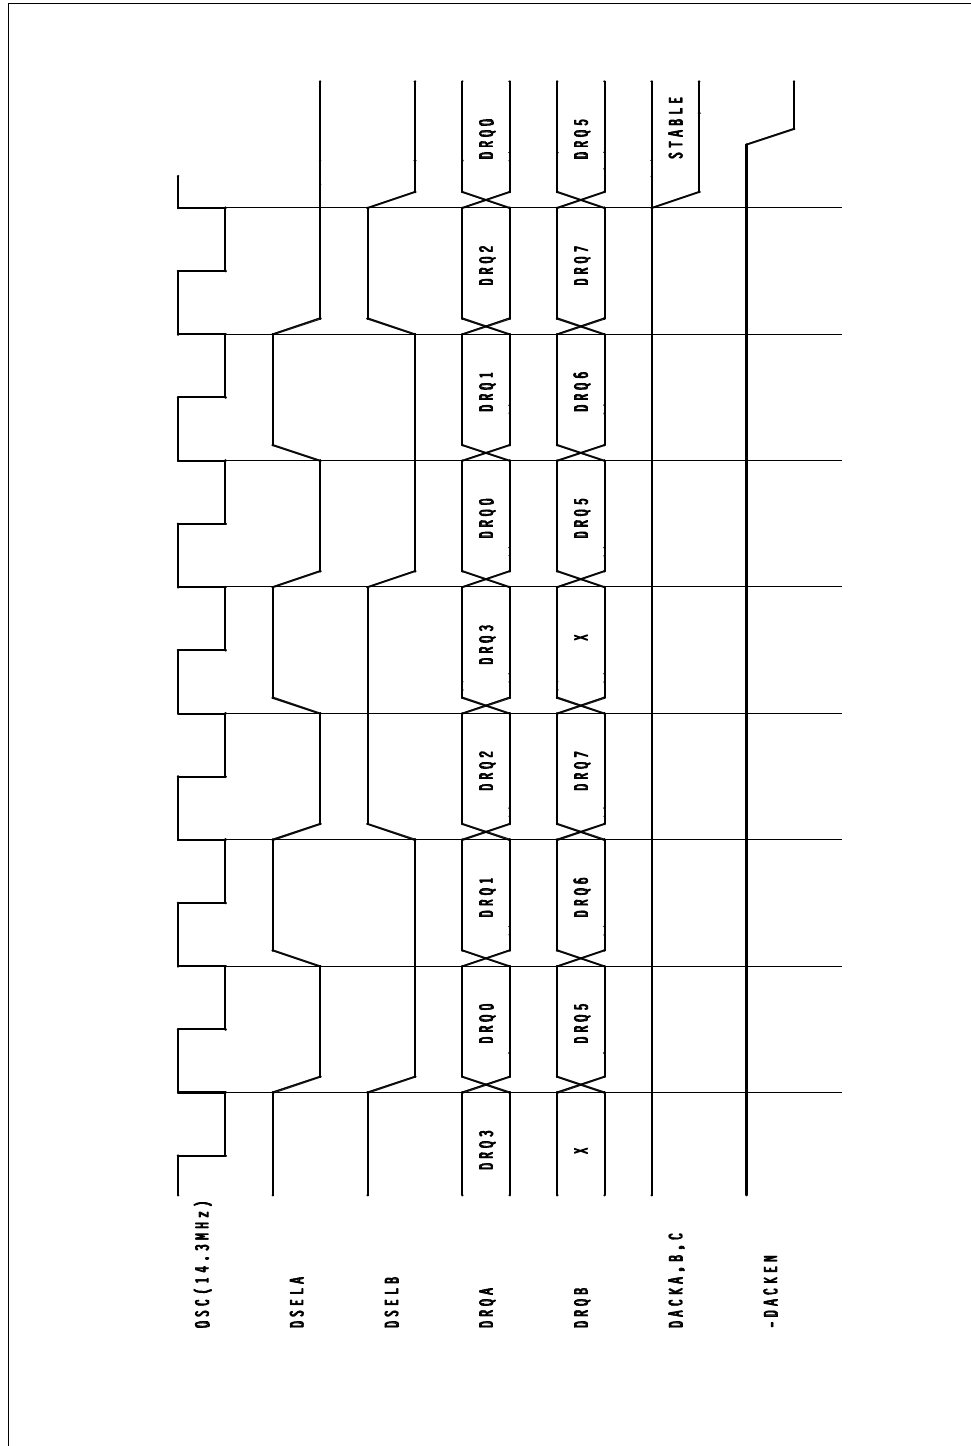 OSC(14.3MHz)
DSELA
DSELB
DRQA
DRQ3
DRQ0
DRQ1
DRQ2
DRQ3
DRQ0
DRQ1
DRQ2
DRQ0
DRQB
X
DRQ5
DRQ6
DRQ7
X
DRQ5
DRQ6
DRQ7
DRQ5
DACKA,B,C
STABLE
-DACKEN